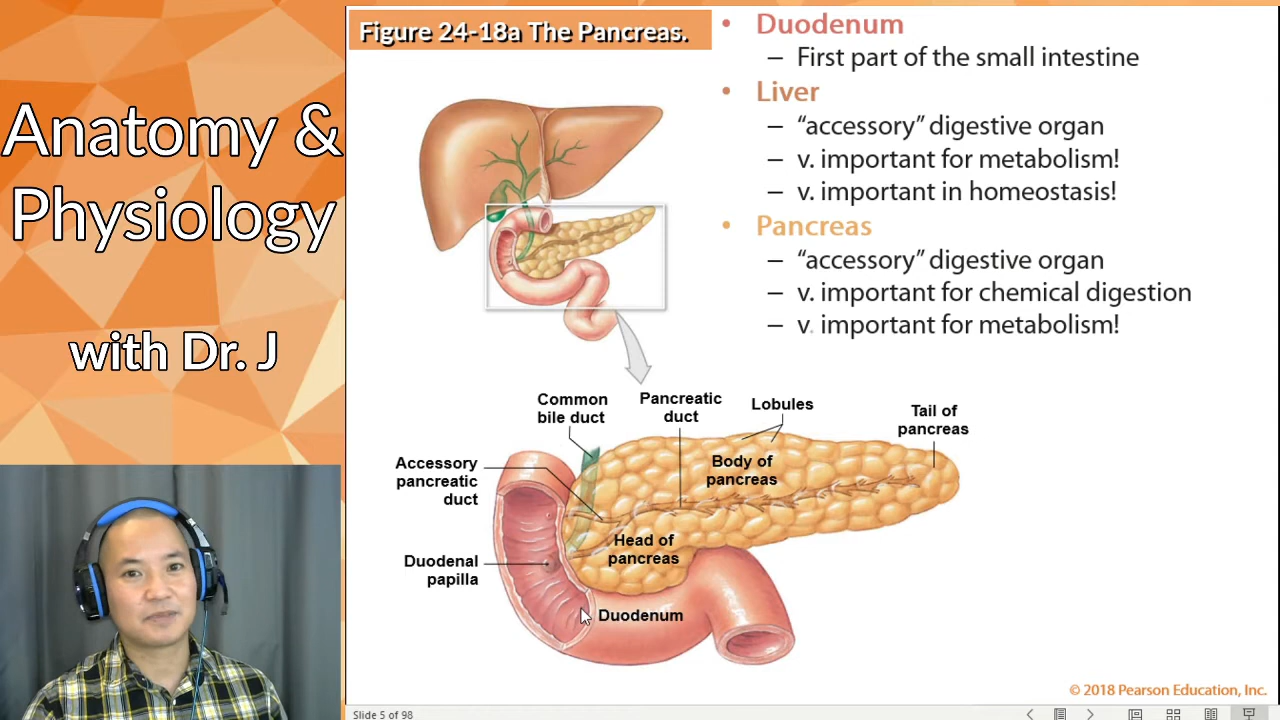 Anatomy &
Physiology
with Dr. J
Figure 24-18a The Pancreas.
• Duodenum
– First part of the small intestine
• Liver
– “accessory” digestive organ
– v. important for metabolism!
– v. important in homeostasis!
• Pancreas
– “accessory” digestive organ
– v. important for chemical digestion
– v. important for metabolism!
Common
bile duct
Pancreatic
duct
Lobules
Tail of
pancreas
Accessory
pancreatic
duct
Body of
pancreas
Head of
pancreas
Duodenal
papilla
Duodenum
© 2018 Pearson Education, Inc.
Slide 5 of 98